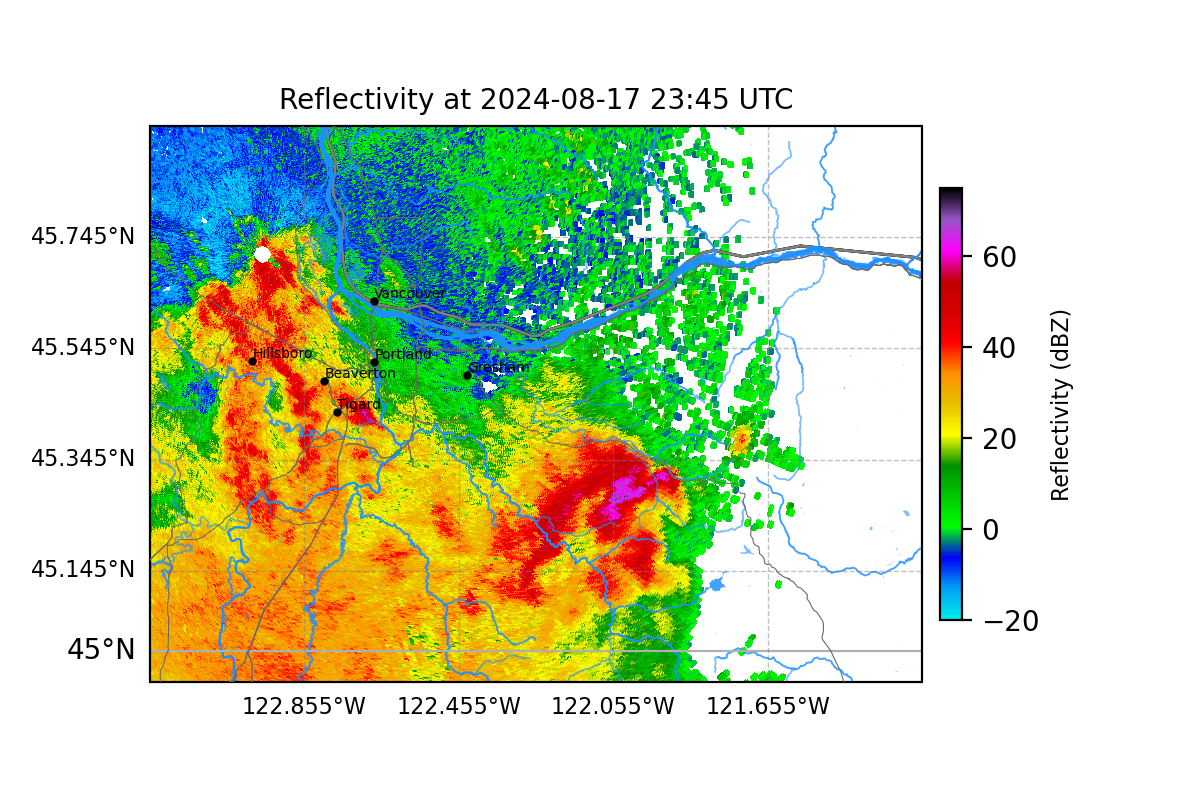 Reflectivity at 2024-08-17 23:45 UTC
45.745°N
45.545°N
45.345°N
45.145°N
45°N
122.855°W
122.455°W
122.055°W
121.655°W
Vancouver
Hillsboro
Portland
Gresham
Beaverton
Tigard
60
40
20
0
−20
Reflectivity (dBZ)